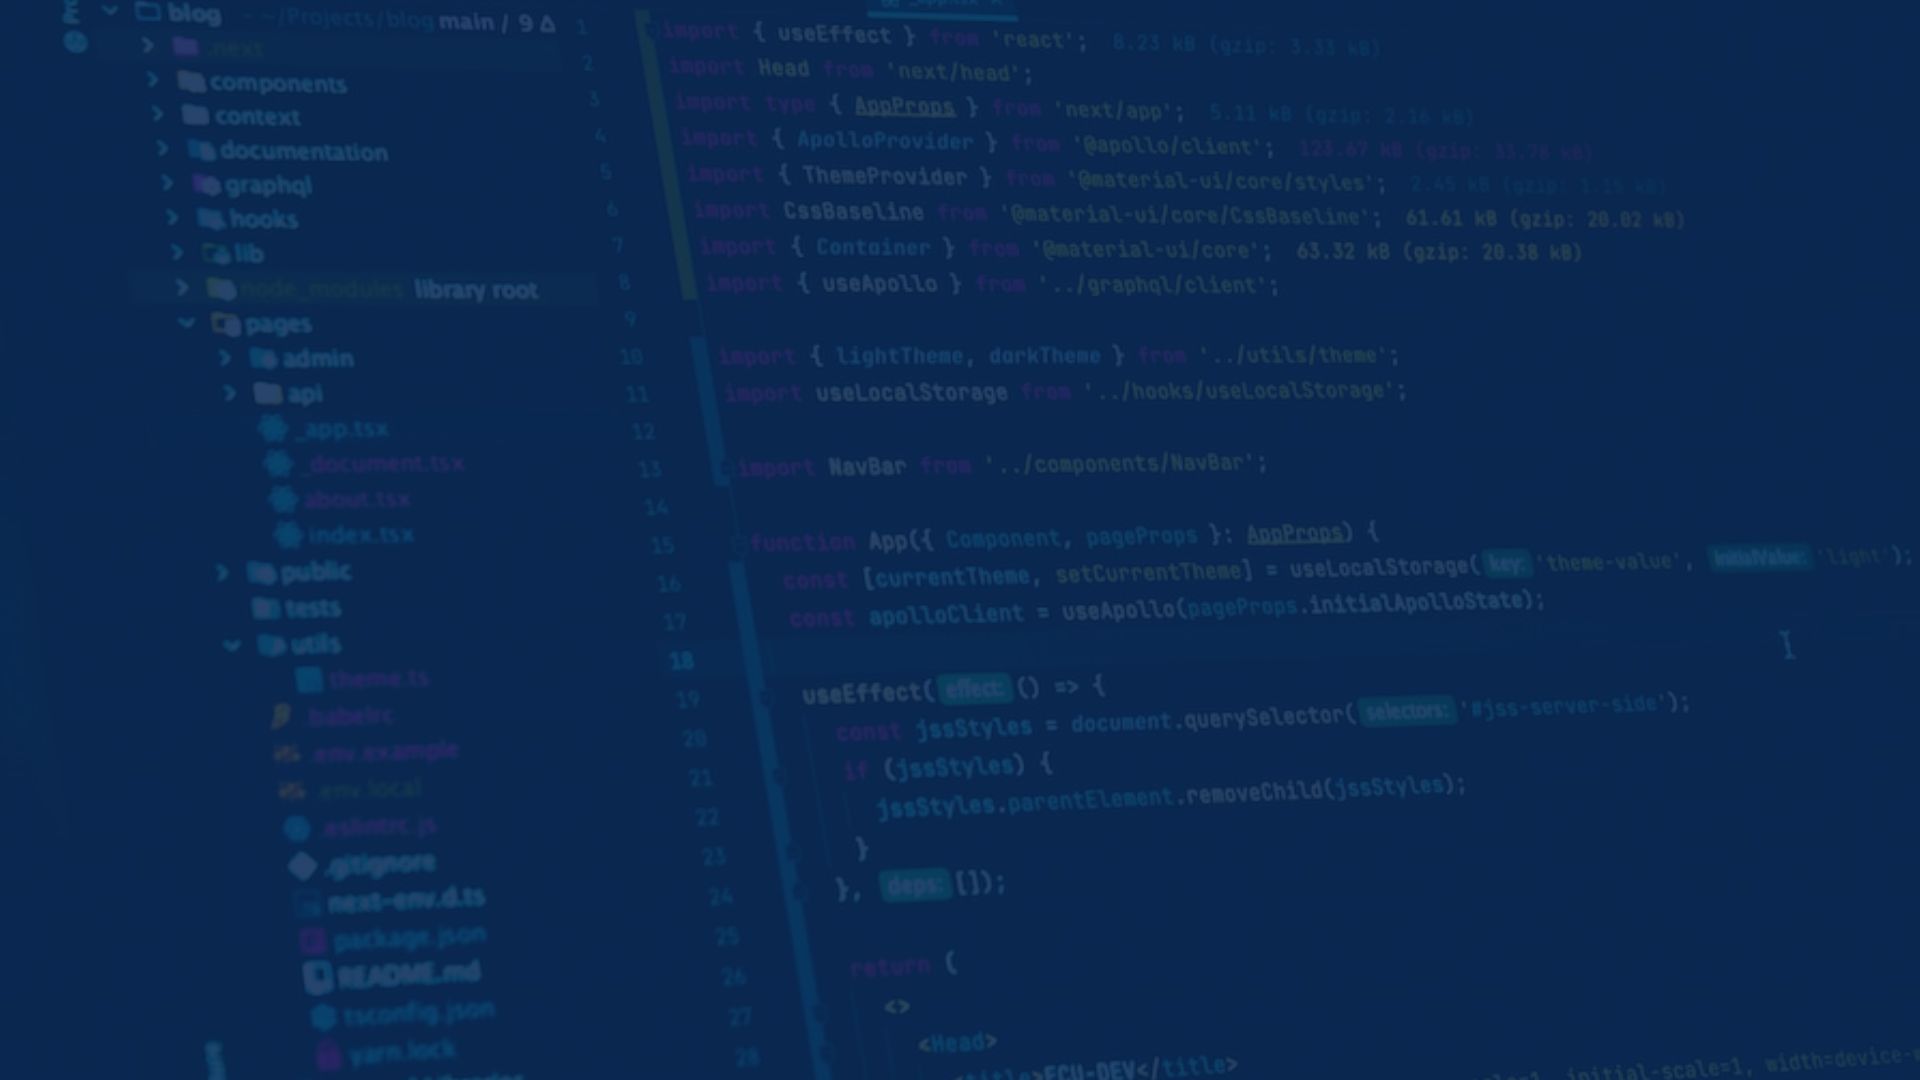 blog ~/Projects/blog main / 9 Δ
.next
components
context
documentation
graphql
hooks
lib
node_modules library root
pages
admin
api
_app.tsx
_document.tsx
about.tsx
index.tsx
public
tests
utils
theme.ts
.babelrc
.env.example
.env.local
.eslintrc.js
.gitignore
next-env.d.ts
package.json
README.md
tsconfig.json
yarn.lock
1 import { useEffect } from 'react'; 8.23 kB (gzip: 3.33 kB)
2 import Head from 'next/head';
3 import type { AppProps } from 'next/app'; 5.11 kB (gzip: 2.16 kB)
4 import { ApolloProvider } from '@apollo/client'; 123.67 kB (gzip: 33.78 kB)
5 import { ThemeProvider } from '@material-ui/core/styles'; 2.45 kB (gzip: 1.15 kB)
6 import CssBaseline from '@material-ui/core/CssBaseline'; 61.61 kB (gzip: 20.02 kB)
7 import { Container } from '@material-ui/core'; 63.32 kB (gzip: 20.38 kB)
8 import { useApollo } from '../graphql/client';
9
10 import { lightTheme, darkTheme } from '../utils/theme';
11 import useLocalStorage from '../hooks/useLocalStorage';
12
13 import NavBar from '../components/NavBar';
14
15 function App({ Component, pageProps }: AppProps) {
16 const [currentTheme, setCurrentTheme] = useLocalStorage( key: 'theme-value', initialValue: 'light');
17 const apolloClient = useApollo(pageProps.initialApolloState);
18
19 useEffect( effect: () => {
20 const jssStyles = document.querySelector( selectors: '#jss-server-side');
21 if (jssStyles) {
22 jssStyles.parentElement.removeChild(jssStyles);
23 }
24 }, deps: []);
25
26 return (
27 <>
28 <Head>
<title>ECU-DEV</title>
initial-scale=1, width=device-w